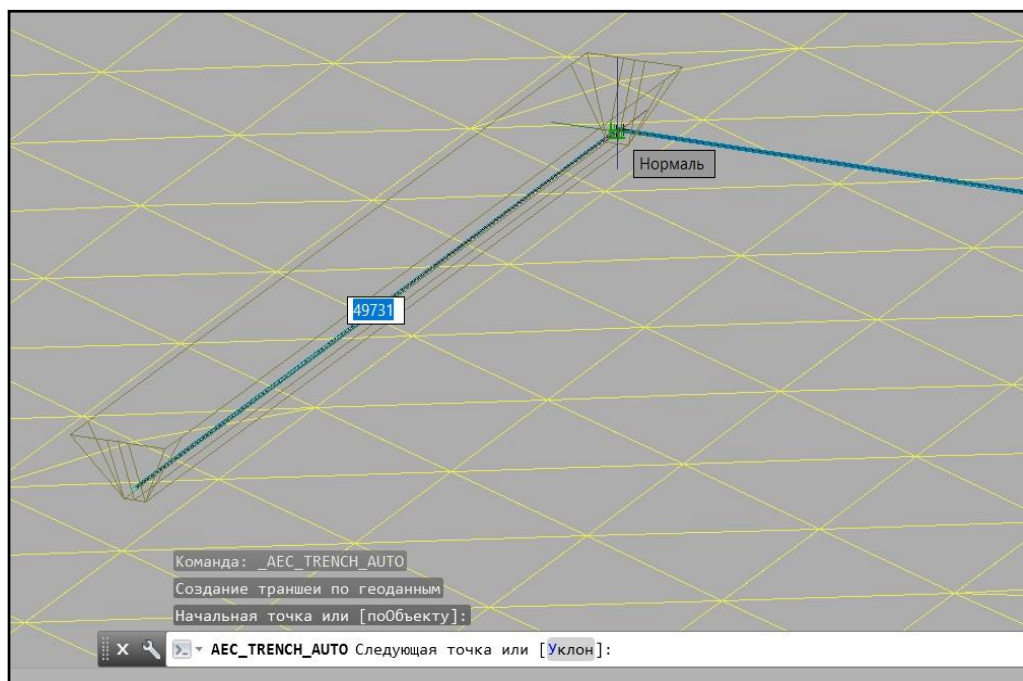 Нормаль
49731
Команда: _AEC_TRENCH_AUTO
Создание траншеи по геоданным
Начальная точка или [поОбъекту]:
AEC_TRENCH_AUTO Следующая точка или [Уклон]: